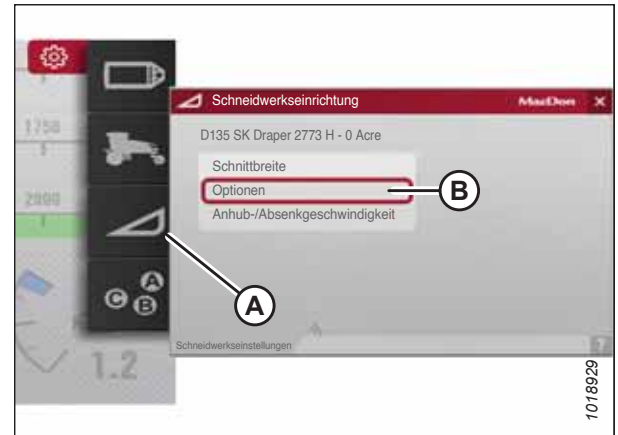 1750
2000
1.2
A
C B
Schneidwerkseinrichtung MacDon X
D135 SK Draper 2773 H - 0 Acre
Schnittbreite
Optionen
Anhub-/Absenkgeschwindigkeit
Schneidwerkseinstellungen
?
B
A
1018929